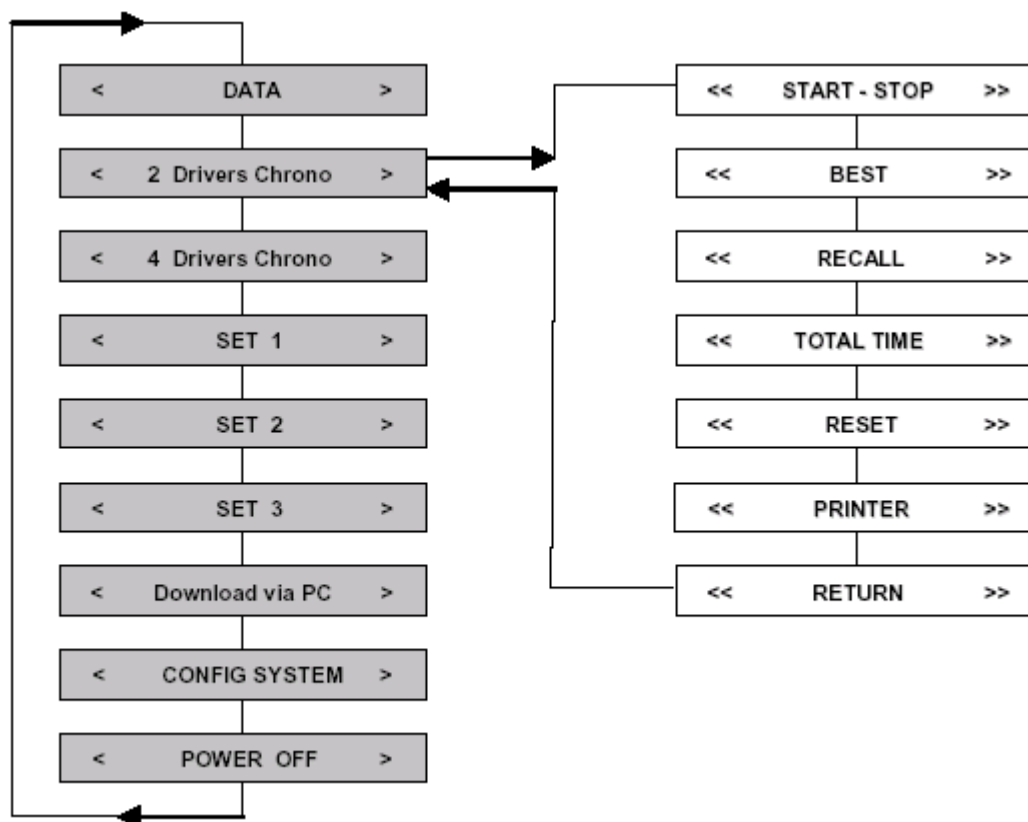 < DATA >
< 2 Drivers Chrono >
< 4 Drivers Chrono >
< SET 1 >
< SET 2 >
< SET 3 >
< Download via PC >
< CONFIG SYSTEM >
< POWER OFF >
<< START - STOP >>
<< BEST >>
<< RECALL >>
<< TOTAL TIME >>
<< RESET >>
<< PRINTER >>
<< RETURN >>